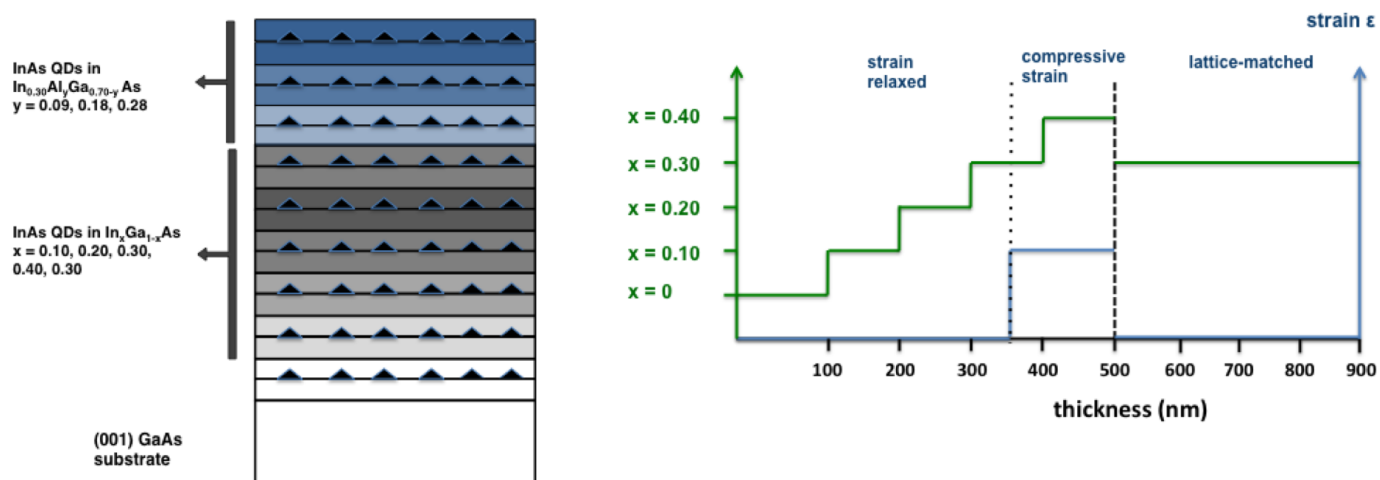 InAs QDs in
In0.30AlyGa0.70-y As
y = 0.09, 0.18, 0.28
InAs QDs in InxGa1-xAs
x = 0.10, 0.20, 0.30,
0.40, 0.30
(001) GaAs
substrate
strain ε
strain
relaxed
compressive
strain
lattice-matched
x = 0.40
x = 0.30
x = 0.20
x = 0.10
x = 0
100 200 300 400 500 600 700 800 900
thickness (nm)